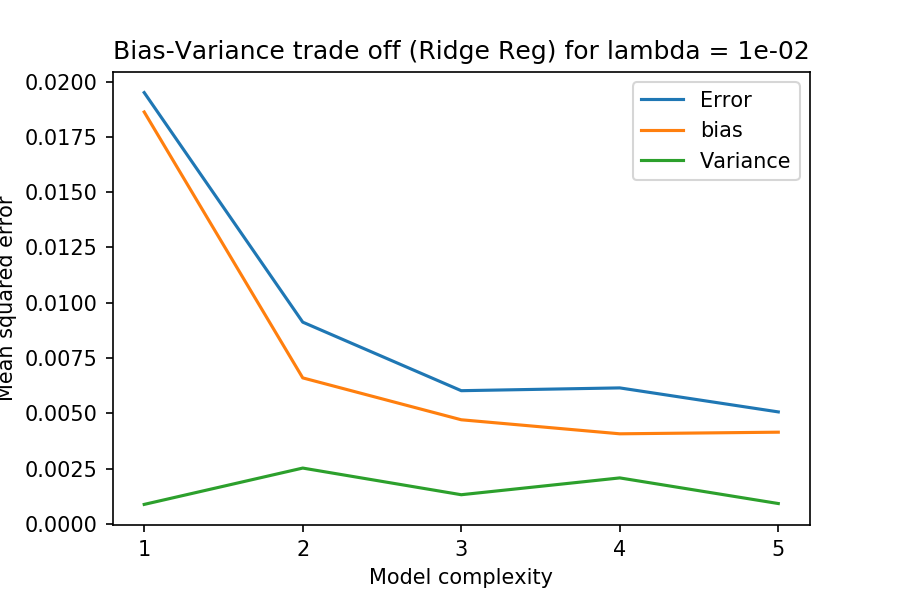 Bias-Variance trade off (Ridge Reg) for lambda = 1e-02
Error
bias
Variance
Mean squared error
0.0200
0.0175
0.0150
0.0125
0.0100
0.0075
0.0050
0.0025
0.0000
1 2 3 4 5
Model complexity